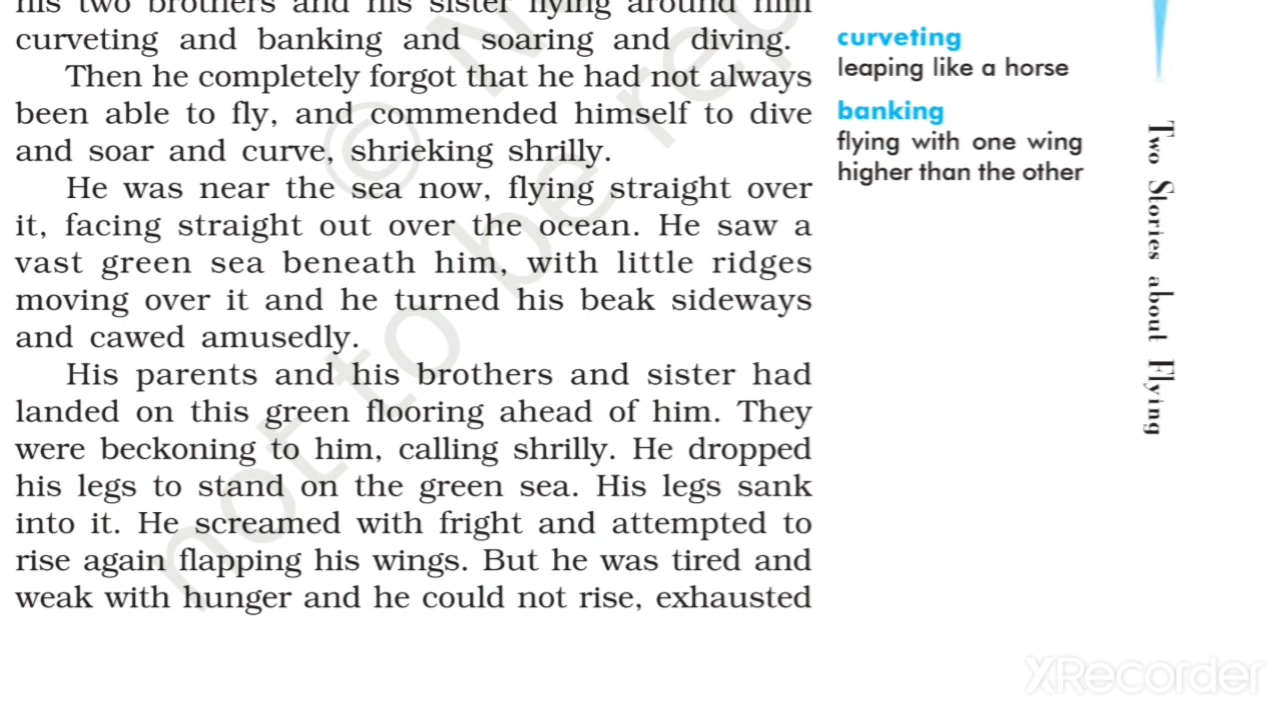 his two brothers and his sister flying around him
curveting and banking and soaring and diving.
Then he completely forgot that he had not always
been able to fly, and commended himself to dive
and soar and curve, shrieking shrilly.
He was near the sea now, flying straight over
it, facing straight out over the ocean. He saw a
vast green sea beneath him, with little ridges
moving over it and he turned his beak sideways
and cawed amusedly.
His parents and his brothers and sister had
landed on this green flooring ahead of him. They
were beckoning to him, calling shrilly. He dropped
his legs to stand on the green sea. His legs sank
into it. He screamed with fright and attempted to
rise again flapping his wings. But he was tired and
weak with hunger and he could not rise, exhausted
curveting
leaping like a horse
banking
flying with one wing
higher than the other
Two Stories about Flying
© N
not to be rep
XRecorder